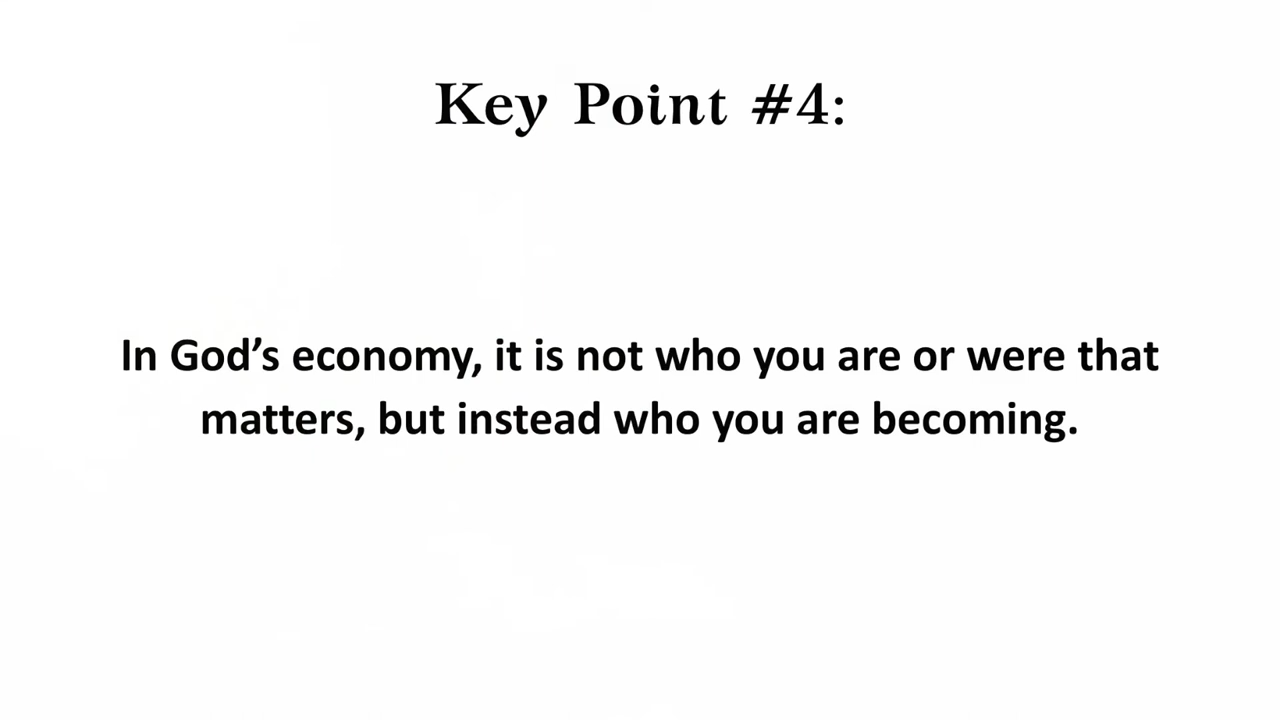 Key Point #4:
In God’s economy, it is not who you are or were that
matters, but instead who you are becoming.